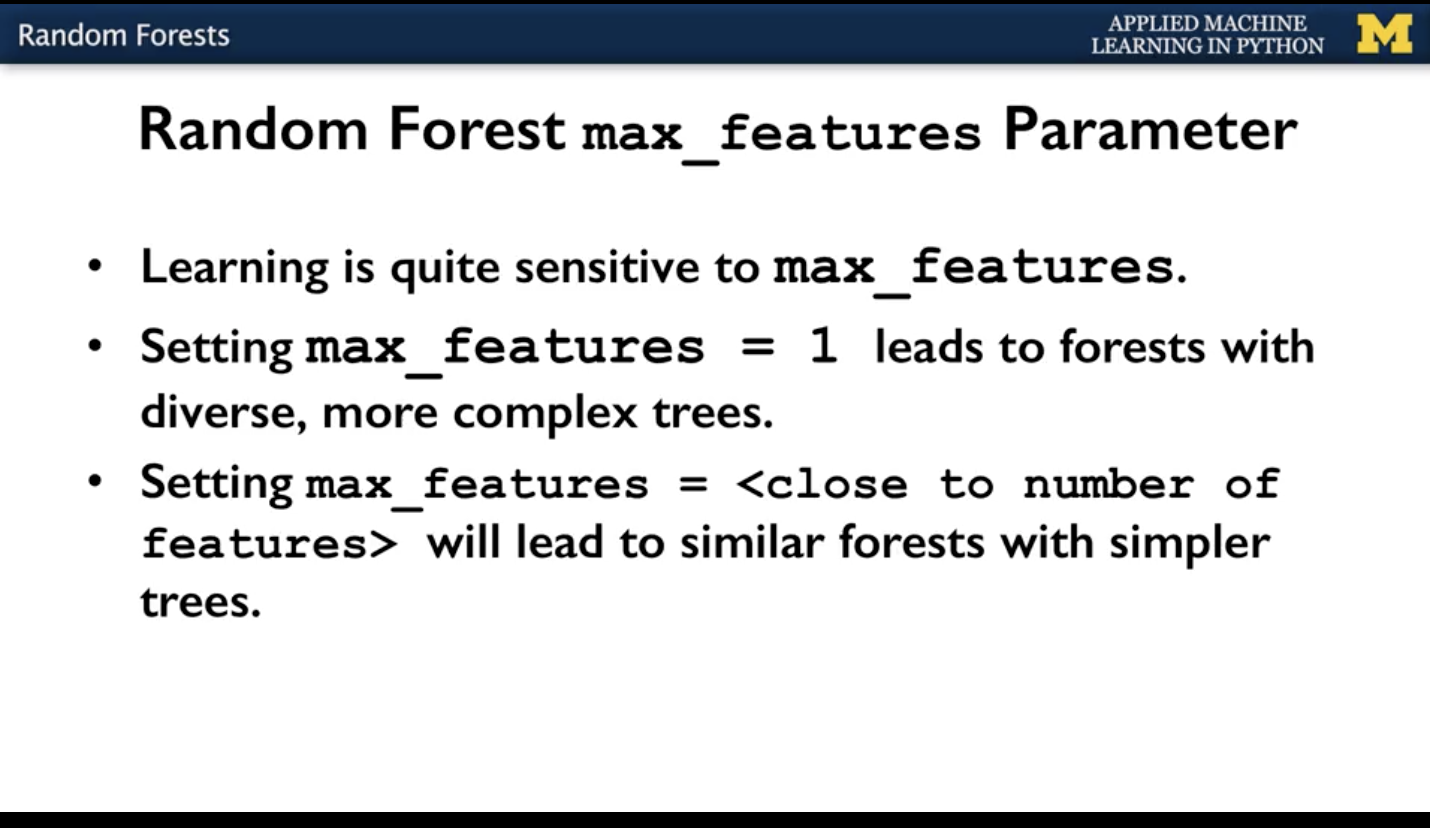 Random Forests
APPLIED MACHINE
LEARNING IN PYTHON
M
Random Forest max_features Parameter
• Learning is quite sensitive to max_features.
• Setting max_features = 1 leads to forests with
diverse, more complex trees.
• Setting max_features = <close to number of
features> will lead to similar forests with simpler
trees.